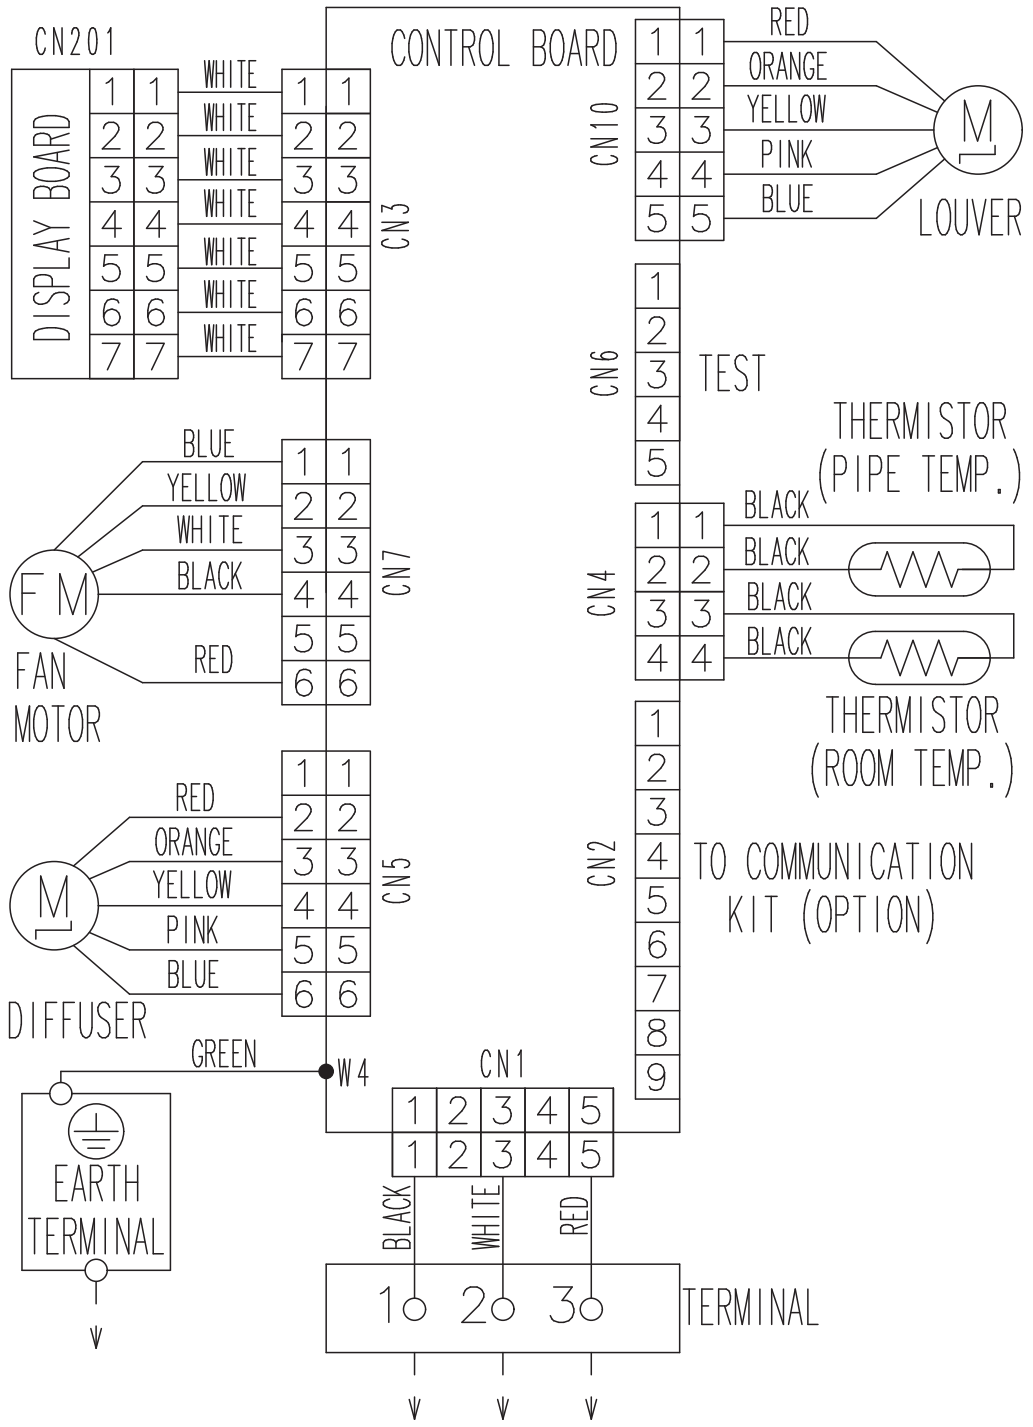 CN201
DISPLAY BOARD
1 1 WHITE 1 1
2 2 WHITE 2 2
3 3 WHITE 3 3
4 4 WHITE 4 4
5 5 WHITE 5 5
6 6 WHITE 6 6
7 7 WHITE 7 7
CN3
CONTROL BOARD
CN10
1 1 RED
2 2 ORANGE
3 3 YELLOW
4 4 PINK
5 5 BLUE
M
LOUVER
CN6
1
2
3
4
5
TEST
BLUE 1 1
YELLOW 2 2
WHITE 3 3
BLACK 4 4
5 5
RED 6 6
CN7
FM
FAN
MOTOR
THERMISTOR
(PIPE TEMP.)
CN4
1 1 BLACK
2 2 BLACK
3 3 BLACK
4 4 BLACK
THERMISTOR
(ROOM TEMP.)
1 1
RED 2 2
ORANGE 3 3
YELLOW 4 4
PINK 5 5
BLUE 6 6
CN5
M
DIFFUSER
CN2
1
2
3
4
5
6
7
8
9
TO COMMUNICATION
KIT (OPTION)
GREEN
W4
EARTH
TERMINAL
CN1
1 2 3 4 5
1 2 3 4 5
BLACK
WHITE
RED
1 2 3
TERMINAL